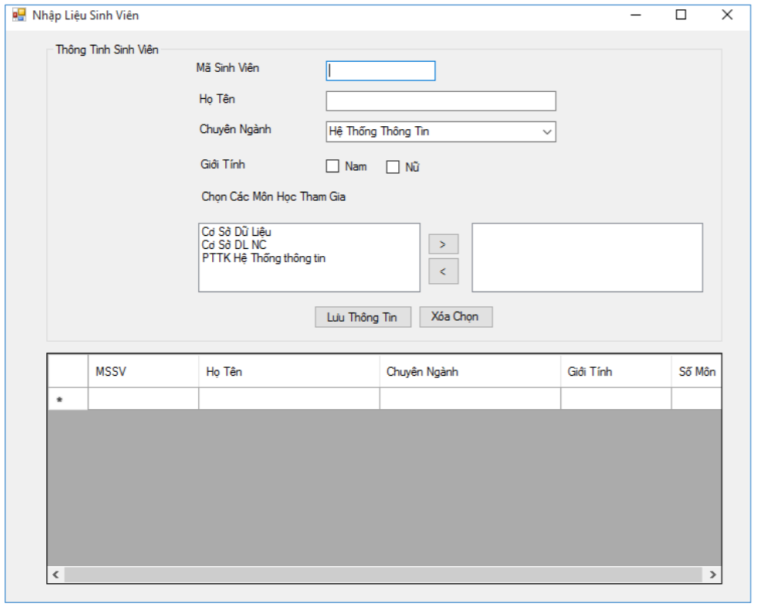 Nhập Liệu Sinh Viên
Thông Tinh Sinh Viên
Mã Sinh Viên
Họ Tên
Chuyên Ngành
Hệ Thống Thông Tin
Giới Tính
Nam
Nữ
Chọn Các Môn Học Tham Gia
Cơ Sở Dữ Liệu
Cơ Sở DL NC
PTTK Hệ Thống thông tin
>
<
Lưu Thông Tin
Xóa Chọn
MSSV Họ Tên Chuyên Ngành Giới Tính Số Môn
*